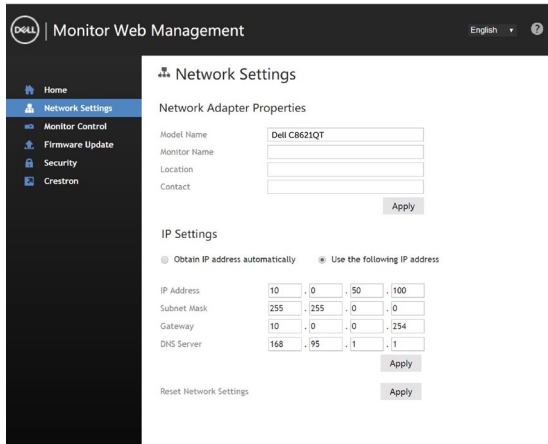 DELL | Monitor Web Management
English
?
Home
Network Settings
Monitor Control
Firmware Update
Security
Crestron
Network Settings
Network Adapter Properties
Model Name Dell C8621QT
Monitor Name
Location
Contact
Apply
IP Settings
Obtain IP address automatically Use the following IP address
IP Address 10 . 0 . 50 . 100
Subnet Mask 255 . 255 . 0 . 0
Gateway 10 . 0 . 0 . 254
DNS Server 168 . 95 . 1 . 1
Apply
Reset Network Settings Apply